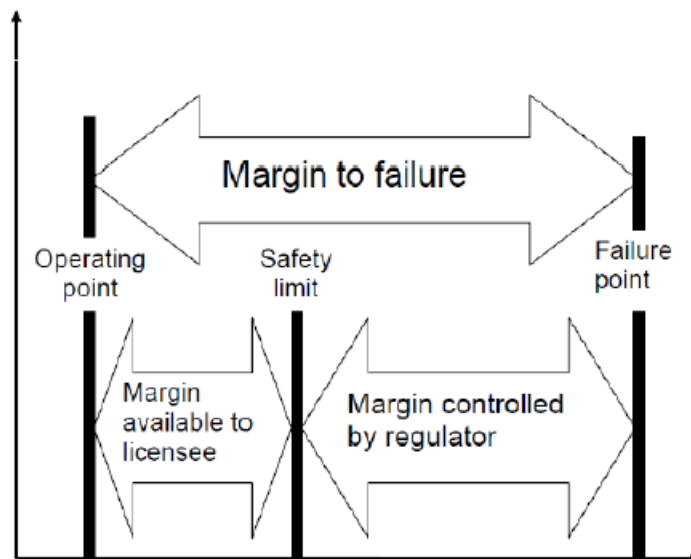 Margin to failure
Operating
point
Safety
limit
Failure
point
Margin
available to
licensee
Margin controlled
by regulator